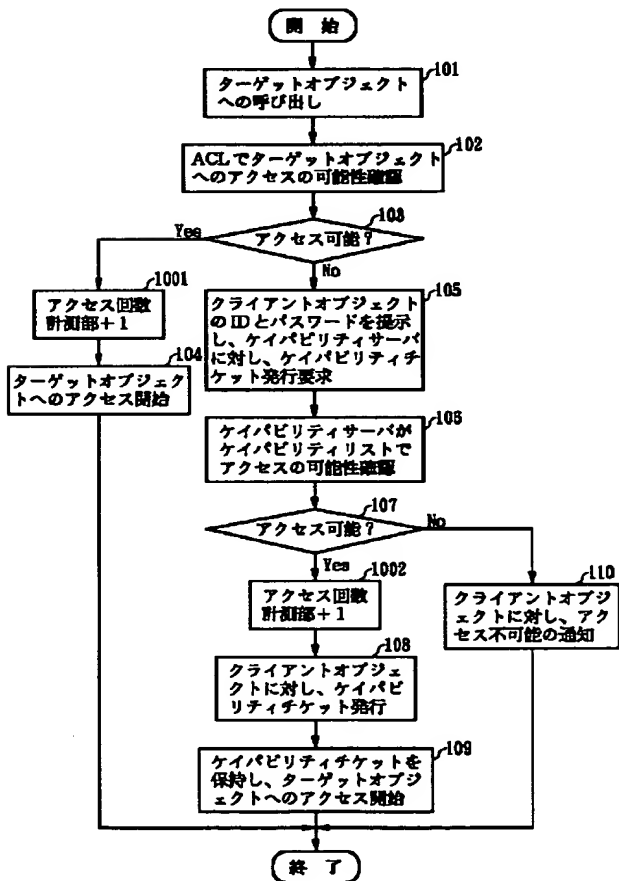 開 始
101
ターゲットオブジェクト
への呼び出し
102
ACLでターゲットオブジェクト
へのアクセスの可能性確認
103
アクセス可能?
Yes
No
1001
アクセス回数
計測部+1
104
ターゲットオブジェク
トへのアクセス開始
105
クライアントオブジェクト
のIDとパスワードを提示
し、ケイパビリティサーバ
に対し、ケイパビリティチ
ケット発行要求
106
ケイパビリティサーバが
ケイパビリティリストで
アクセスの可能性確認
107
アクセス可能?
No
Yes
1002
アクセス回数
計測部+1
110
クライアントオブジ
ェクトに対し、アク
セス不可能の通知
108
クライアントオブジェ
クトに対し、ケイパビ
リティチケット発行
109
ケイパビリティチケットを
保持し、ターゲットオブジ
ェクトへのアクセス開始
終 了